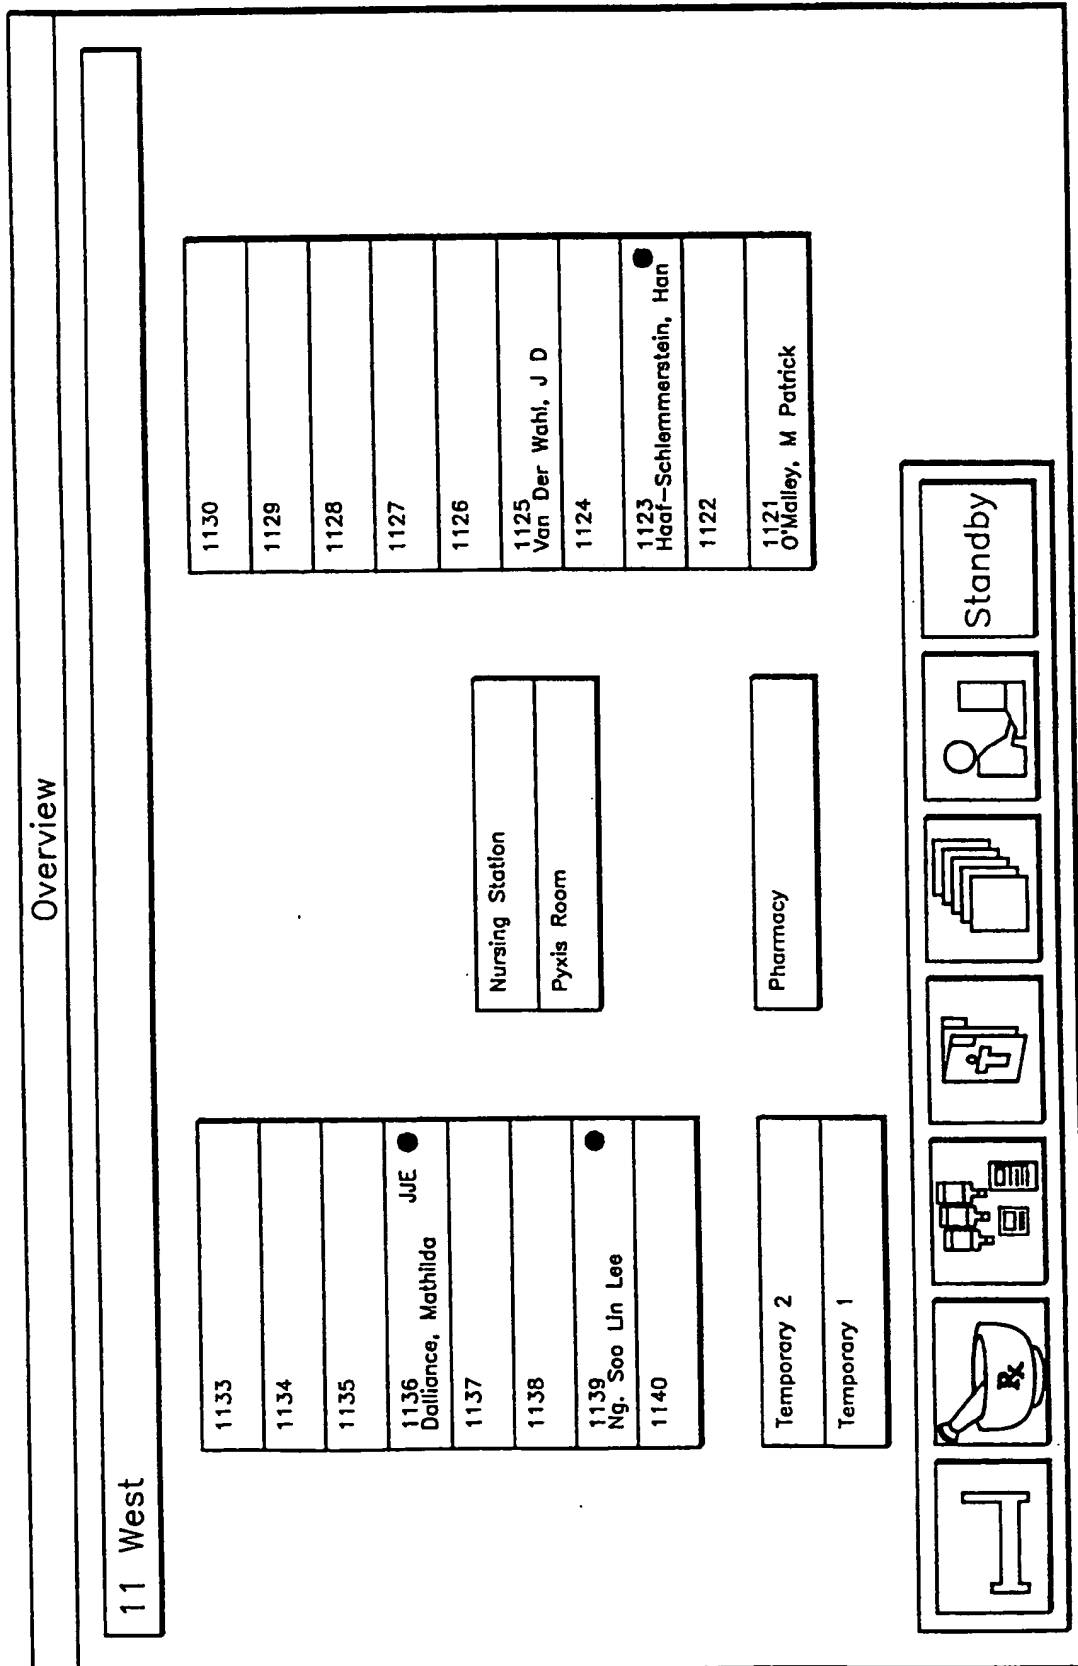 Overview
11 West
1133
1134
1135
1136 JJE
Dalliance, Mathilda
1137
1138
1139
Ng. Soo Lin Lee
1140
Temporary 2
Temporary 1
Nursing Station
Pyxis Room
Pharmacy
1130
1129
1128
1127
1126
1125
Van Der Wahl, J D
1124
1123
Haaf-Schlemmerstein, Han
1122
1121
O'Malley, M Patrick
Rx
Standby